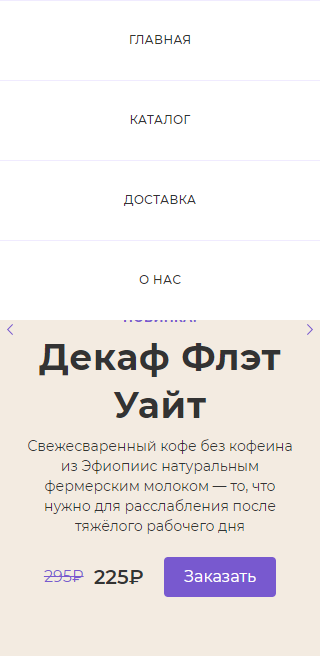 ГЛАВНАЯ
КАТАЛОГ
ДОСТАВКА
О НАС
Декаф Флэт
Уайт
Свежесваренный кофе без кофеина
из Эфиопиис натуральным
фермерским молоком — то, что
нужно для расслабления после
тяжёлого рабочего дня
295₽ 225₽ Заказать